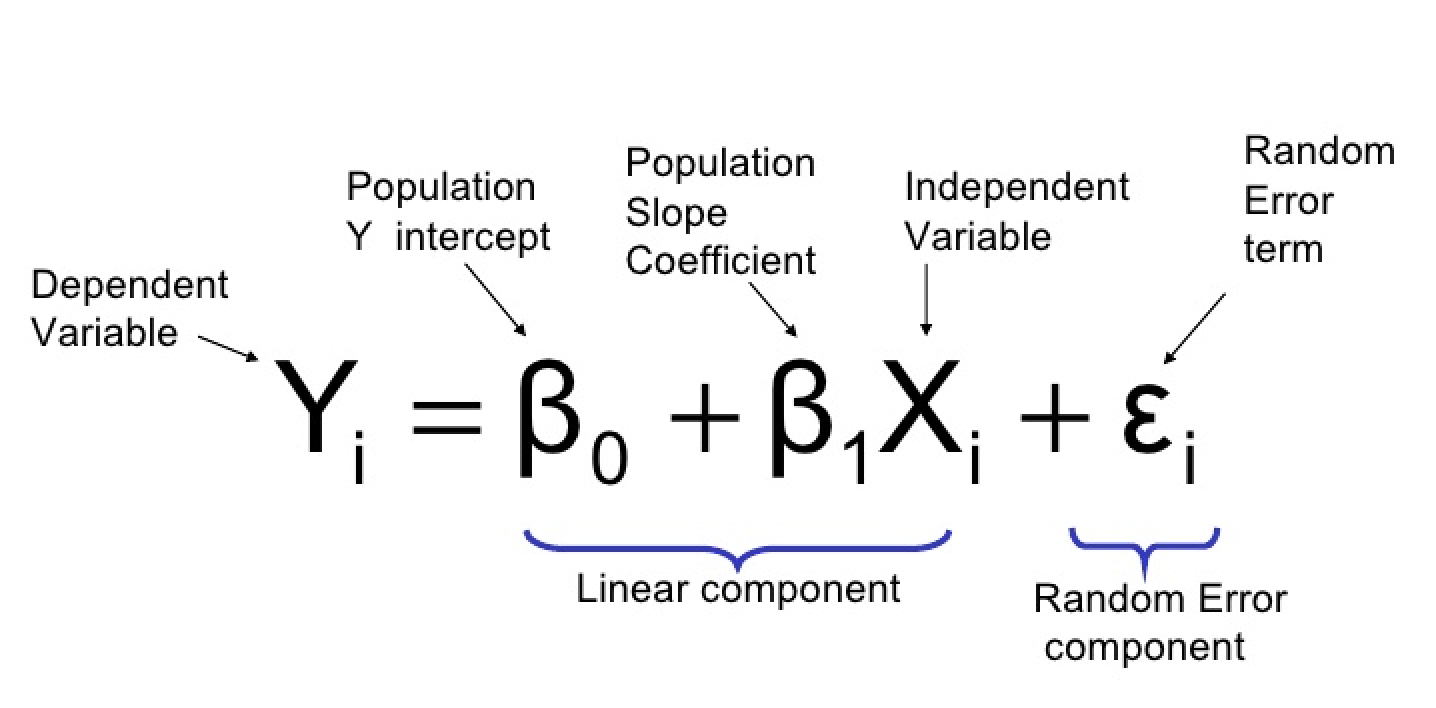 Dependent
Variable
Population
Y intercept
Population
Slope
Coefficient
Independent
Variable
Random
Error
term
Yᵢ = β₀ + β₁Xᵢ + εᵢ
Linear component
Random Error
component